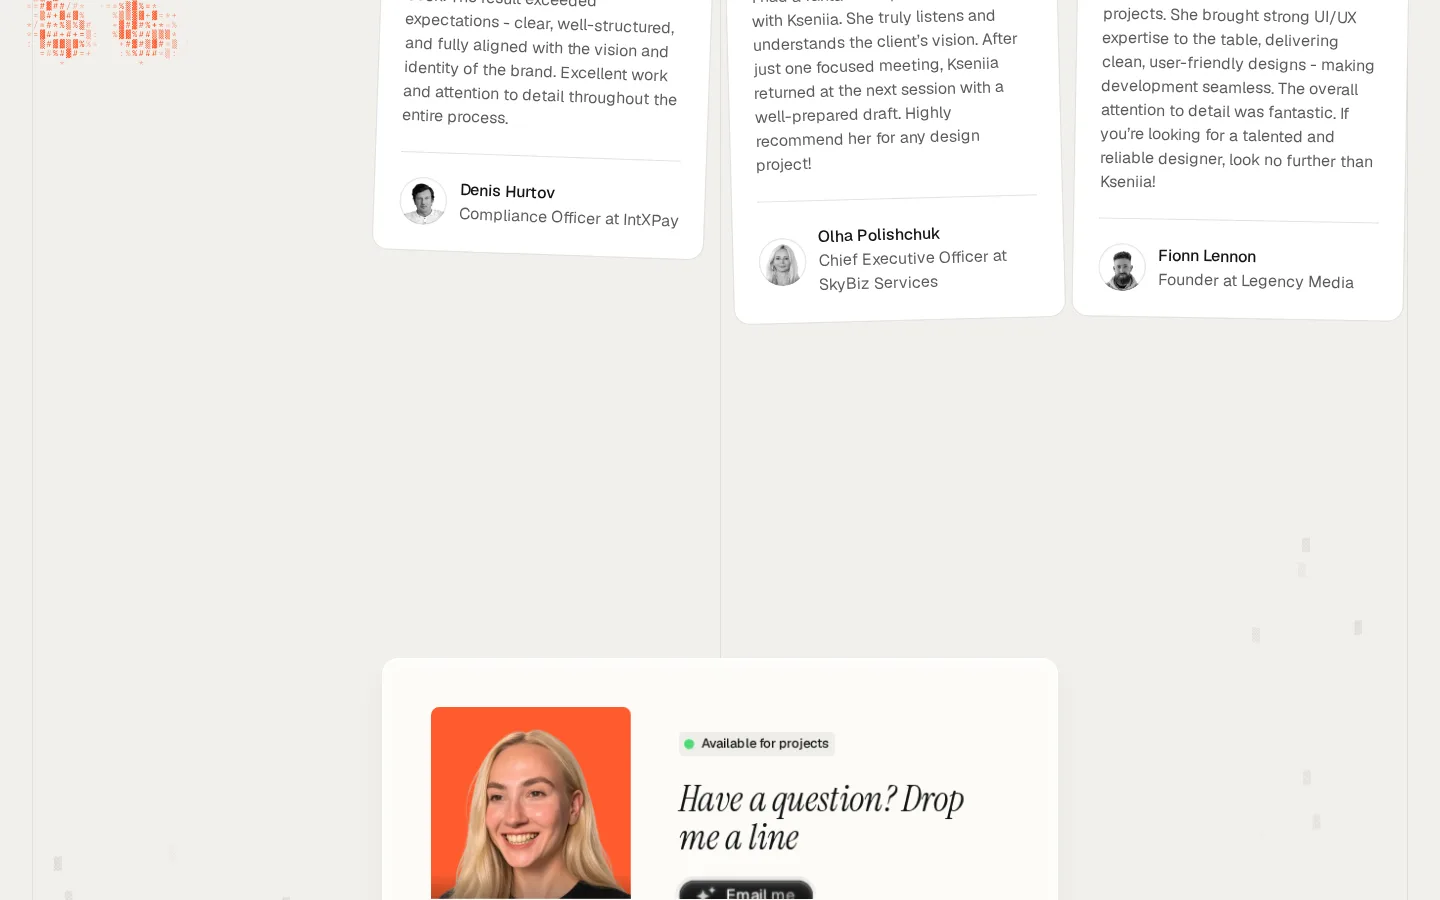 expectations - clear, well-structured,
and fully aligned with the vision and
identity of the brand. Excellent work
and attention to detail throughout the
entire process.
Denis Hurtov
Compliance Officer at IntXPay
with Kseniia. She truly listens and
understands the client's vision. After
just one focused meeting, Kseniia
returned at the next session with a
well-prepared draft. Highly
recommend her for any design
project!
Olha Polishchuk
Chief Executive Officer at
SkyBiz Services
projects. She brought strong UI/UX
expertise to the table, delivering
clean, user-friendly designs - making
development seamless. The overall
attention to detail was fantastic. If
you're looking for a talented and
reliable designer, look no further than
Kseniia!
Fionn Lennon
Founder at Legency Media
Available for projects
Have a question? Drop
me a line
Email me